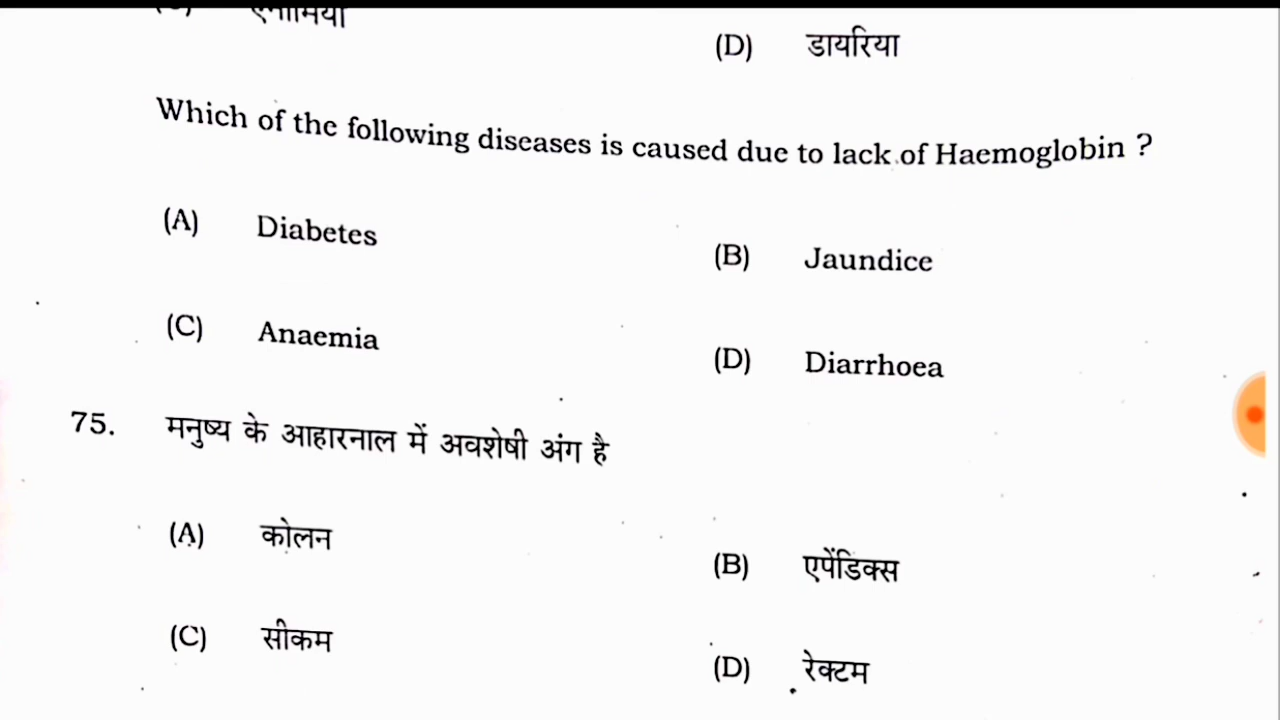 (D) डायरिया
Which of the following diseases is caused due to lack of Haemoglobin ?
(A) Diabetes
(B) Jaundice
(C) Anaemia
(D) Diarrhoea
75. मनुष्य के आहारनाल में अवशेषी अंग है
(A) कोलन
(B) एपेंडिक्स
(C) सीकम
(D) रेक्टम